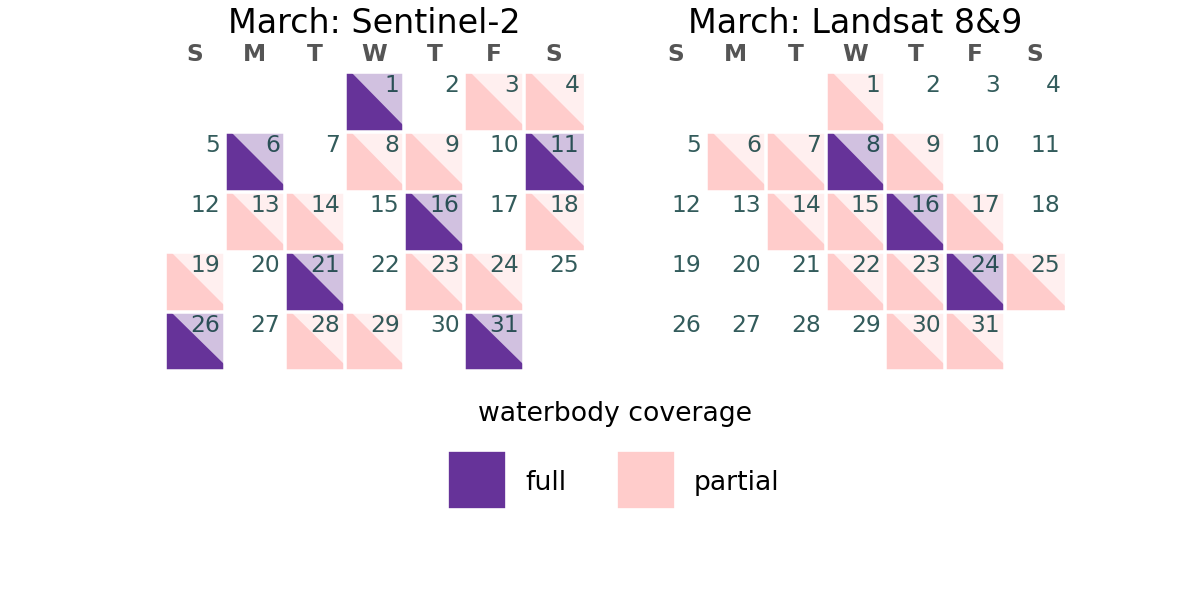 March: Sentinel-2
S M T W T F S
1 2 3 4
5 6 7 8 9 10 11
12 13 14 15 16 17 18
19 20 21 22 23 24 25
26 27 28 29 30 31
March: Landsat 8&9
S M T W T F S
1 2 3 4
5 6 7 8 9 10 11
12 13 14 15 16 17 18
19 20 21 22 23 24 25
26 27 28 29 30 31
waterbody coverage
full partial